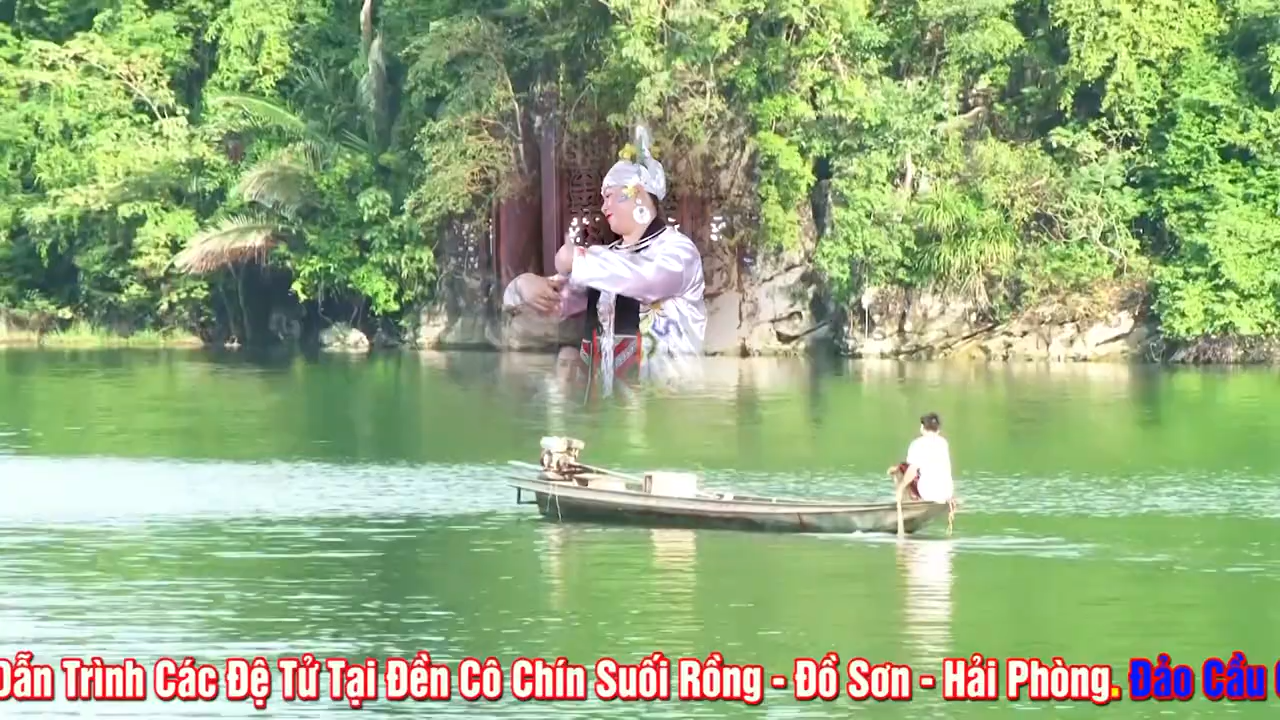 Dẫn Trình Các Đệ Tử Tại Đền Cô Chín Suối Rồng - Đồ Sơn - Hải Phòng. Đảo Cầu